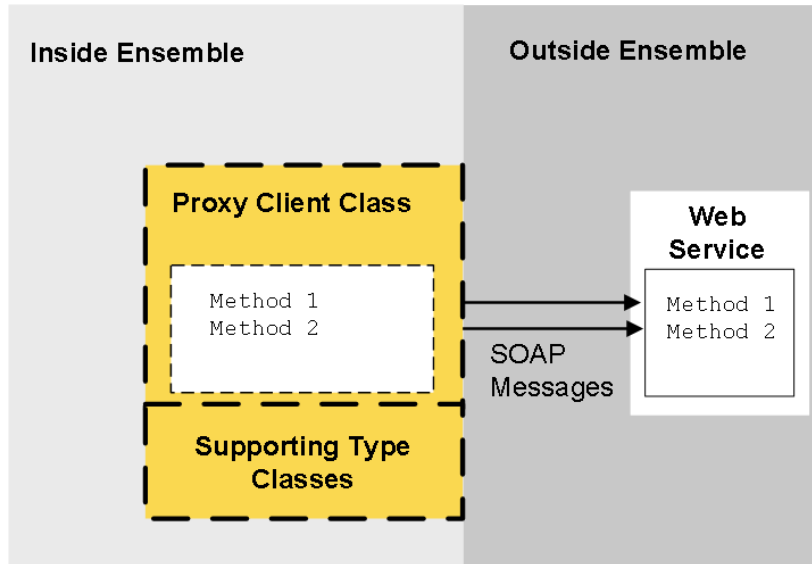 Inside Ensemble
Outside Ensemble
Proxy Client Class
Method 1
Method 2
Supporting Type
Classes
SOAP
Messages
Web
Service
Method 1
Method 2